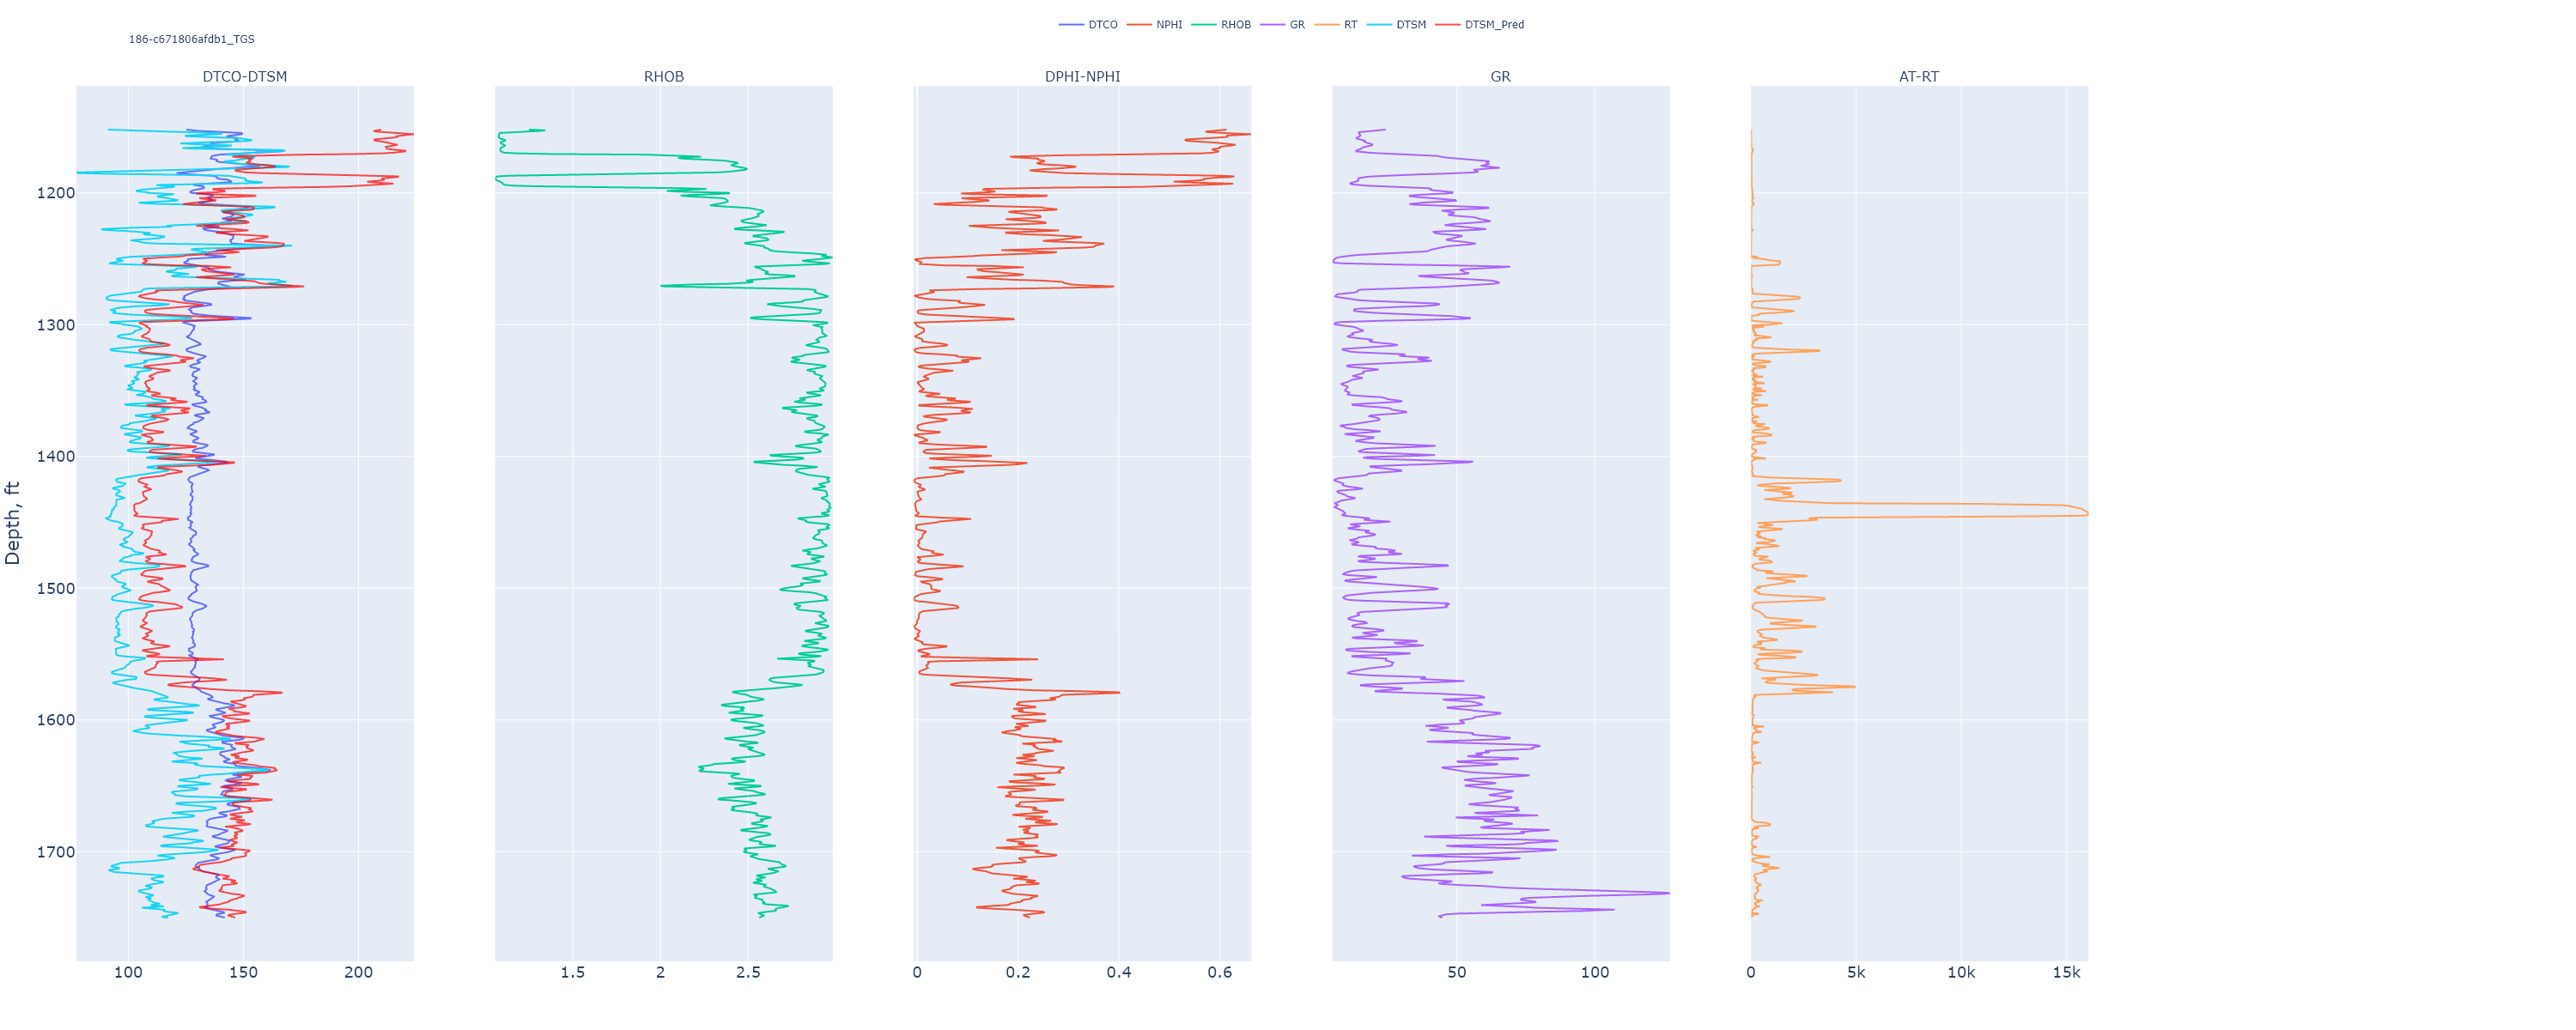 DTCO NPHI RHOB GR RT DTSM DTSM_Pred
186-c671806afdb1_TGS
DTCO-DTSM RHOB DPHI-NPHI GR AT-RT
Depth, ft
1200
1300
1400
1500
1600
1700
100 150 200 1.5 2 2.5 0 0.2 0.4 0.6 50 100 0 5k 10k 15k